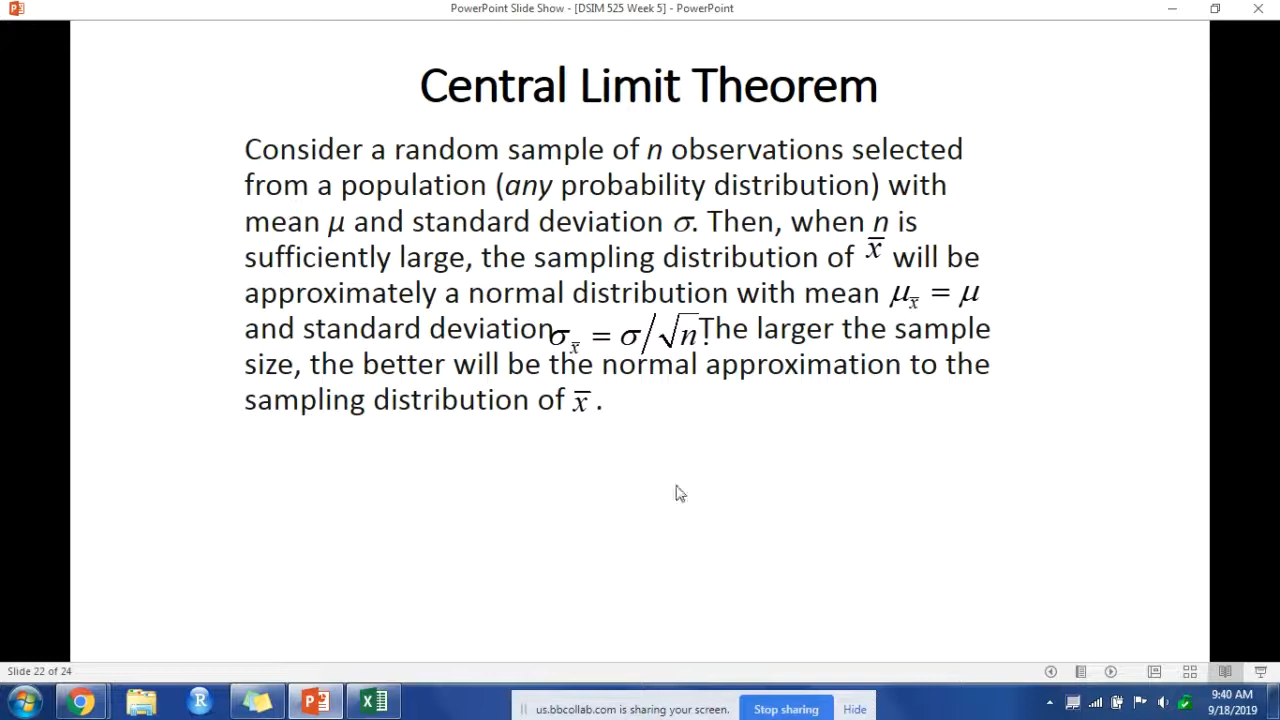 PowerPoint Slide Show - [DSIM 525 Week 5] - PowerPoint
Central Limit Theorem
Consider a random sample of n observations selected
from a population (any probability distribution) with
mean μ and standard deviation σ. Then, when n is
sufficiently large, the sampling distribution of x̅ will be
approximately a normal distribution with mean μ_x̅ = μ
and standard deviation σ_x̅ = σ/√n. The larger the sample
size, the better will be the normal approximation to the
sampling distribution of x̅ .
Slide 22 of 24
us.bbcollab.com is sharing your screen.
Stop sharing
Hide
R
9:40 AM
9/18/2019